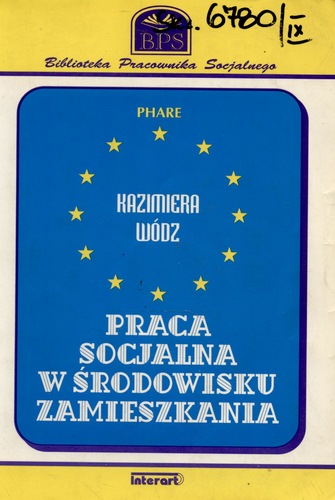 BPS
6780/IX
Biblioteka Pracownika Socjalnego
PHARE
KAZIMIERA
WÓDZ
PRACA
SOCJALNA
W ŚRODOWISKU
ZAMIESZKANIA
Interart